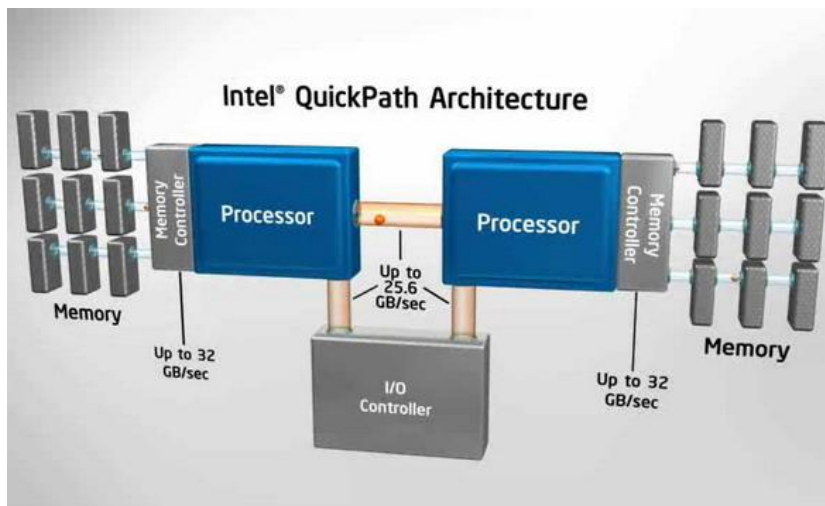 Intel® QuickPath Architecture
Memory
Controller
Processor
Processor
Memory
Controller
Up to
25.6
GB/sec
Memory
Up to 32
GB/sec
I/O
Controller
Memory
Up to 32
GB/sec